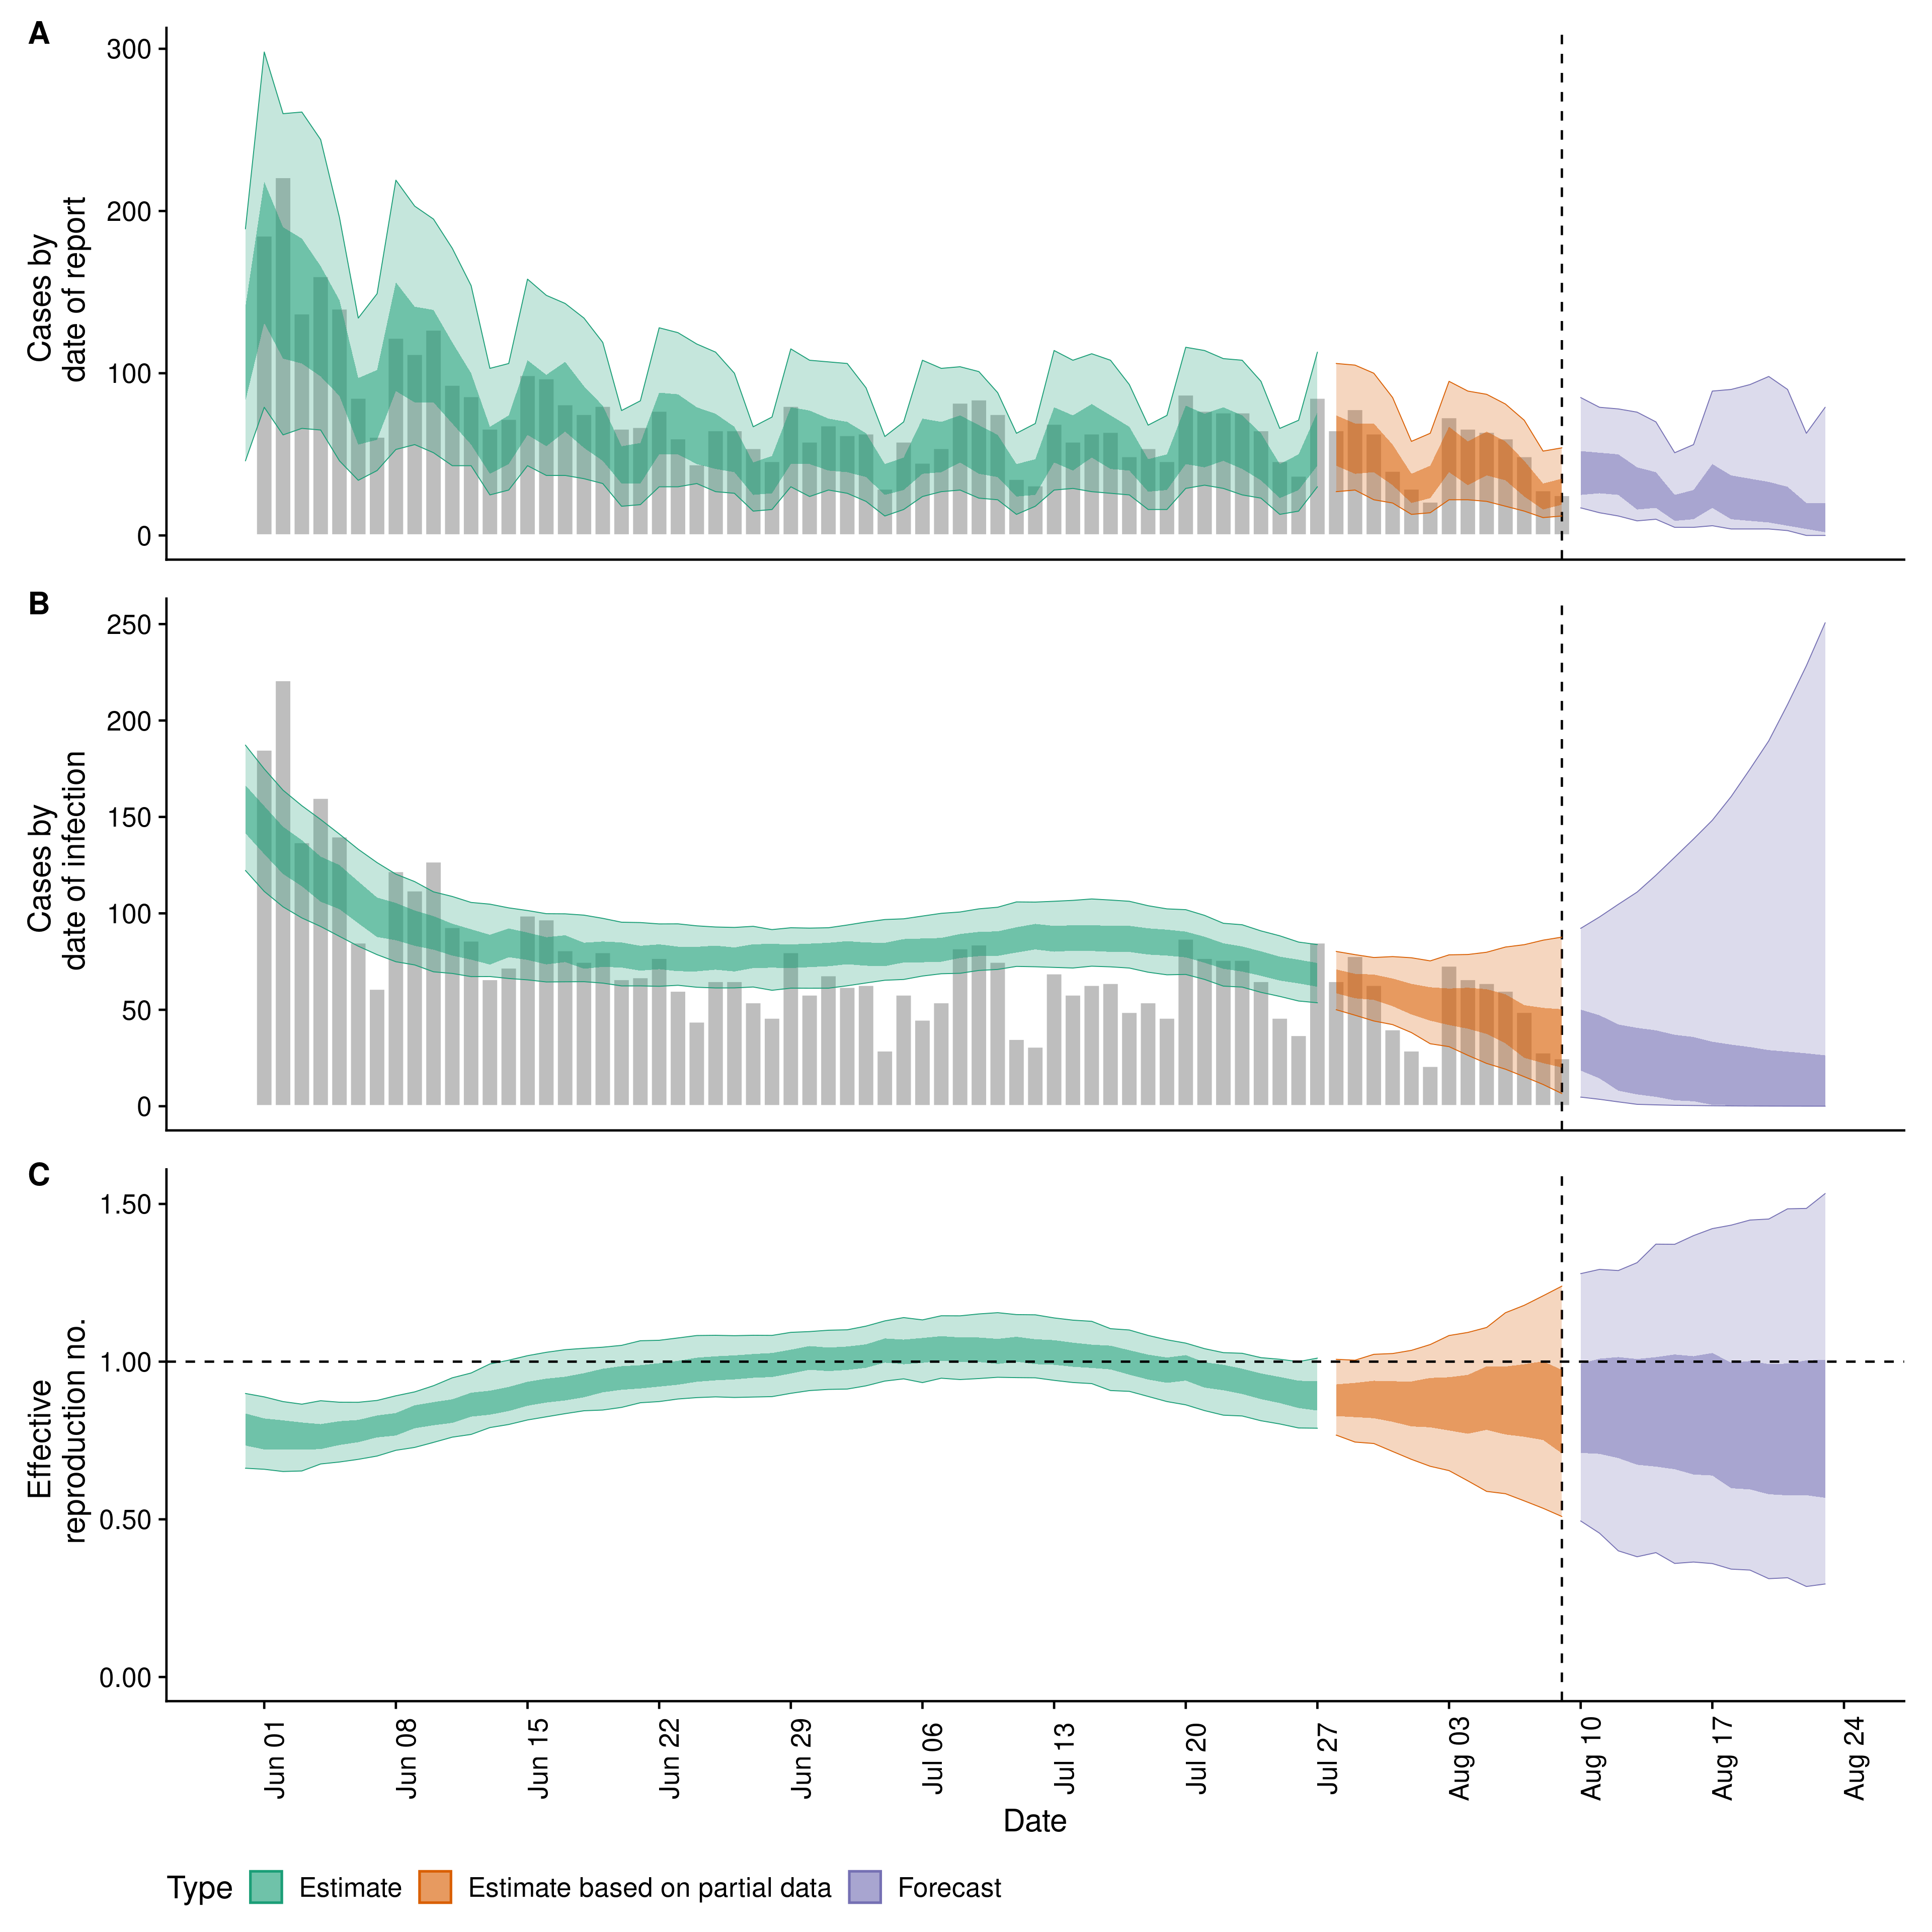 A
300
200
100
0
Cases by
date of report
B
250
200
150
100
50
0
Cases by
date of infection
C
1.50
1.00
0.50
0.00
Effective
reproduction no.
Jun 01
Jun 08
Jun 15
Jun 22
Jun 29
Jul 06
Jul 13
Jul 20
Jul 27
Aug 03
Aug 10
Aug 17
Aug 24
Date
Type Estimate Estimate based on partial data Forecast